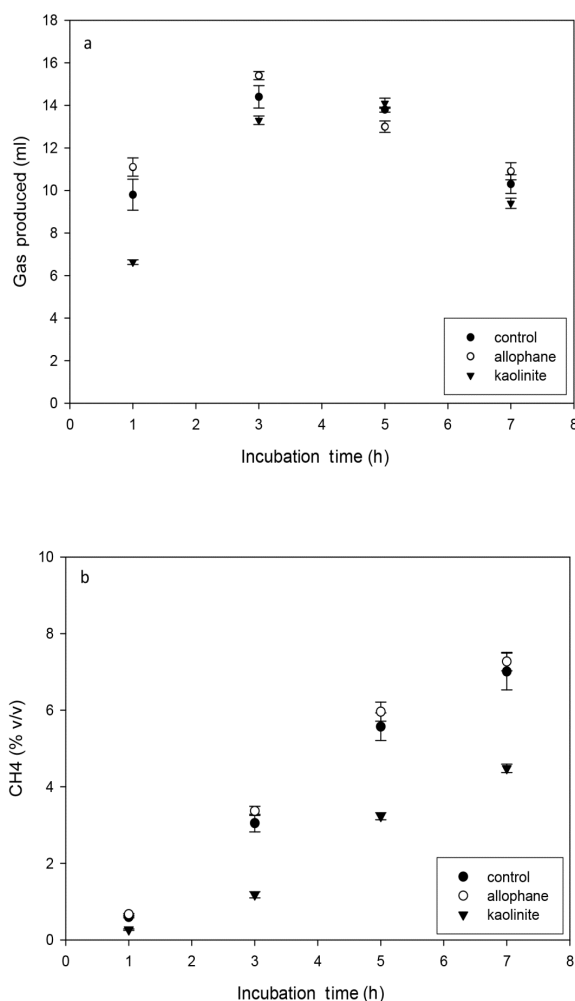 18
a
16
14
12
10
8
6
4
2
0
Gas produced (ml)
control
allophane
kaolinite
0 1 2 3 4 5 6 7 8
Incubation time (h)
10
b
8
6
4
2
0
CH4 (% v/v)
control
allophane
kaolinite
0 1 2 3 4 5 6 7 8
Incubation time (h)